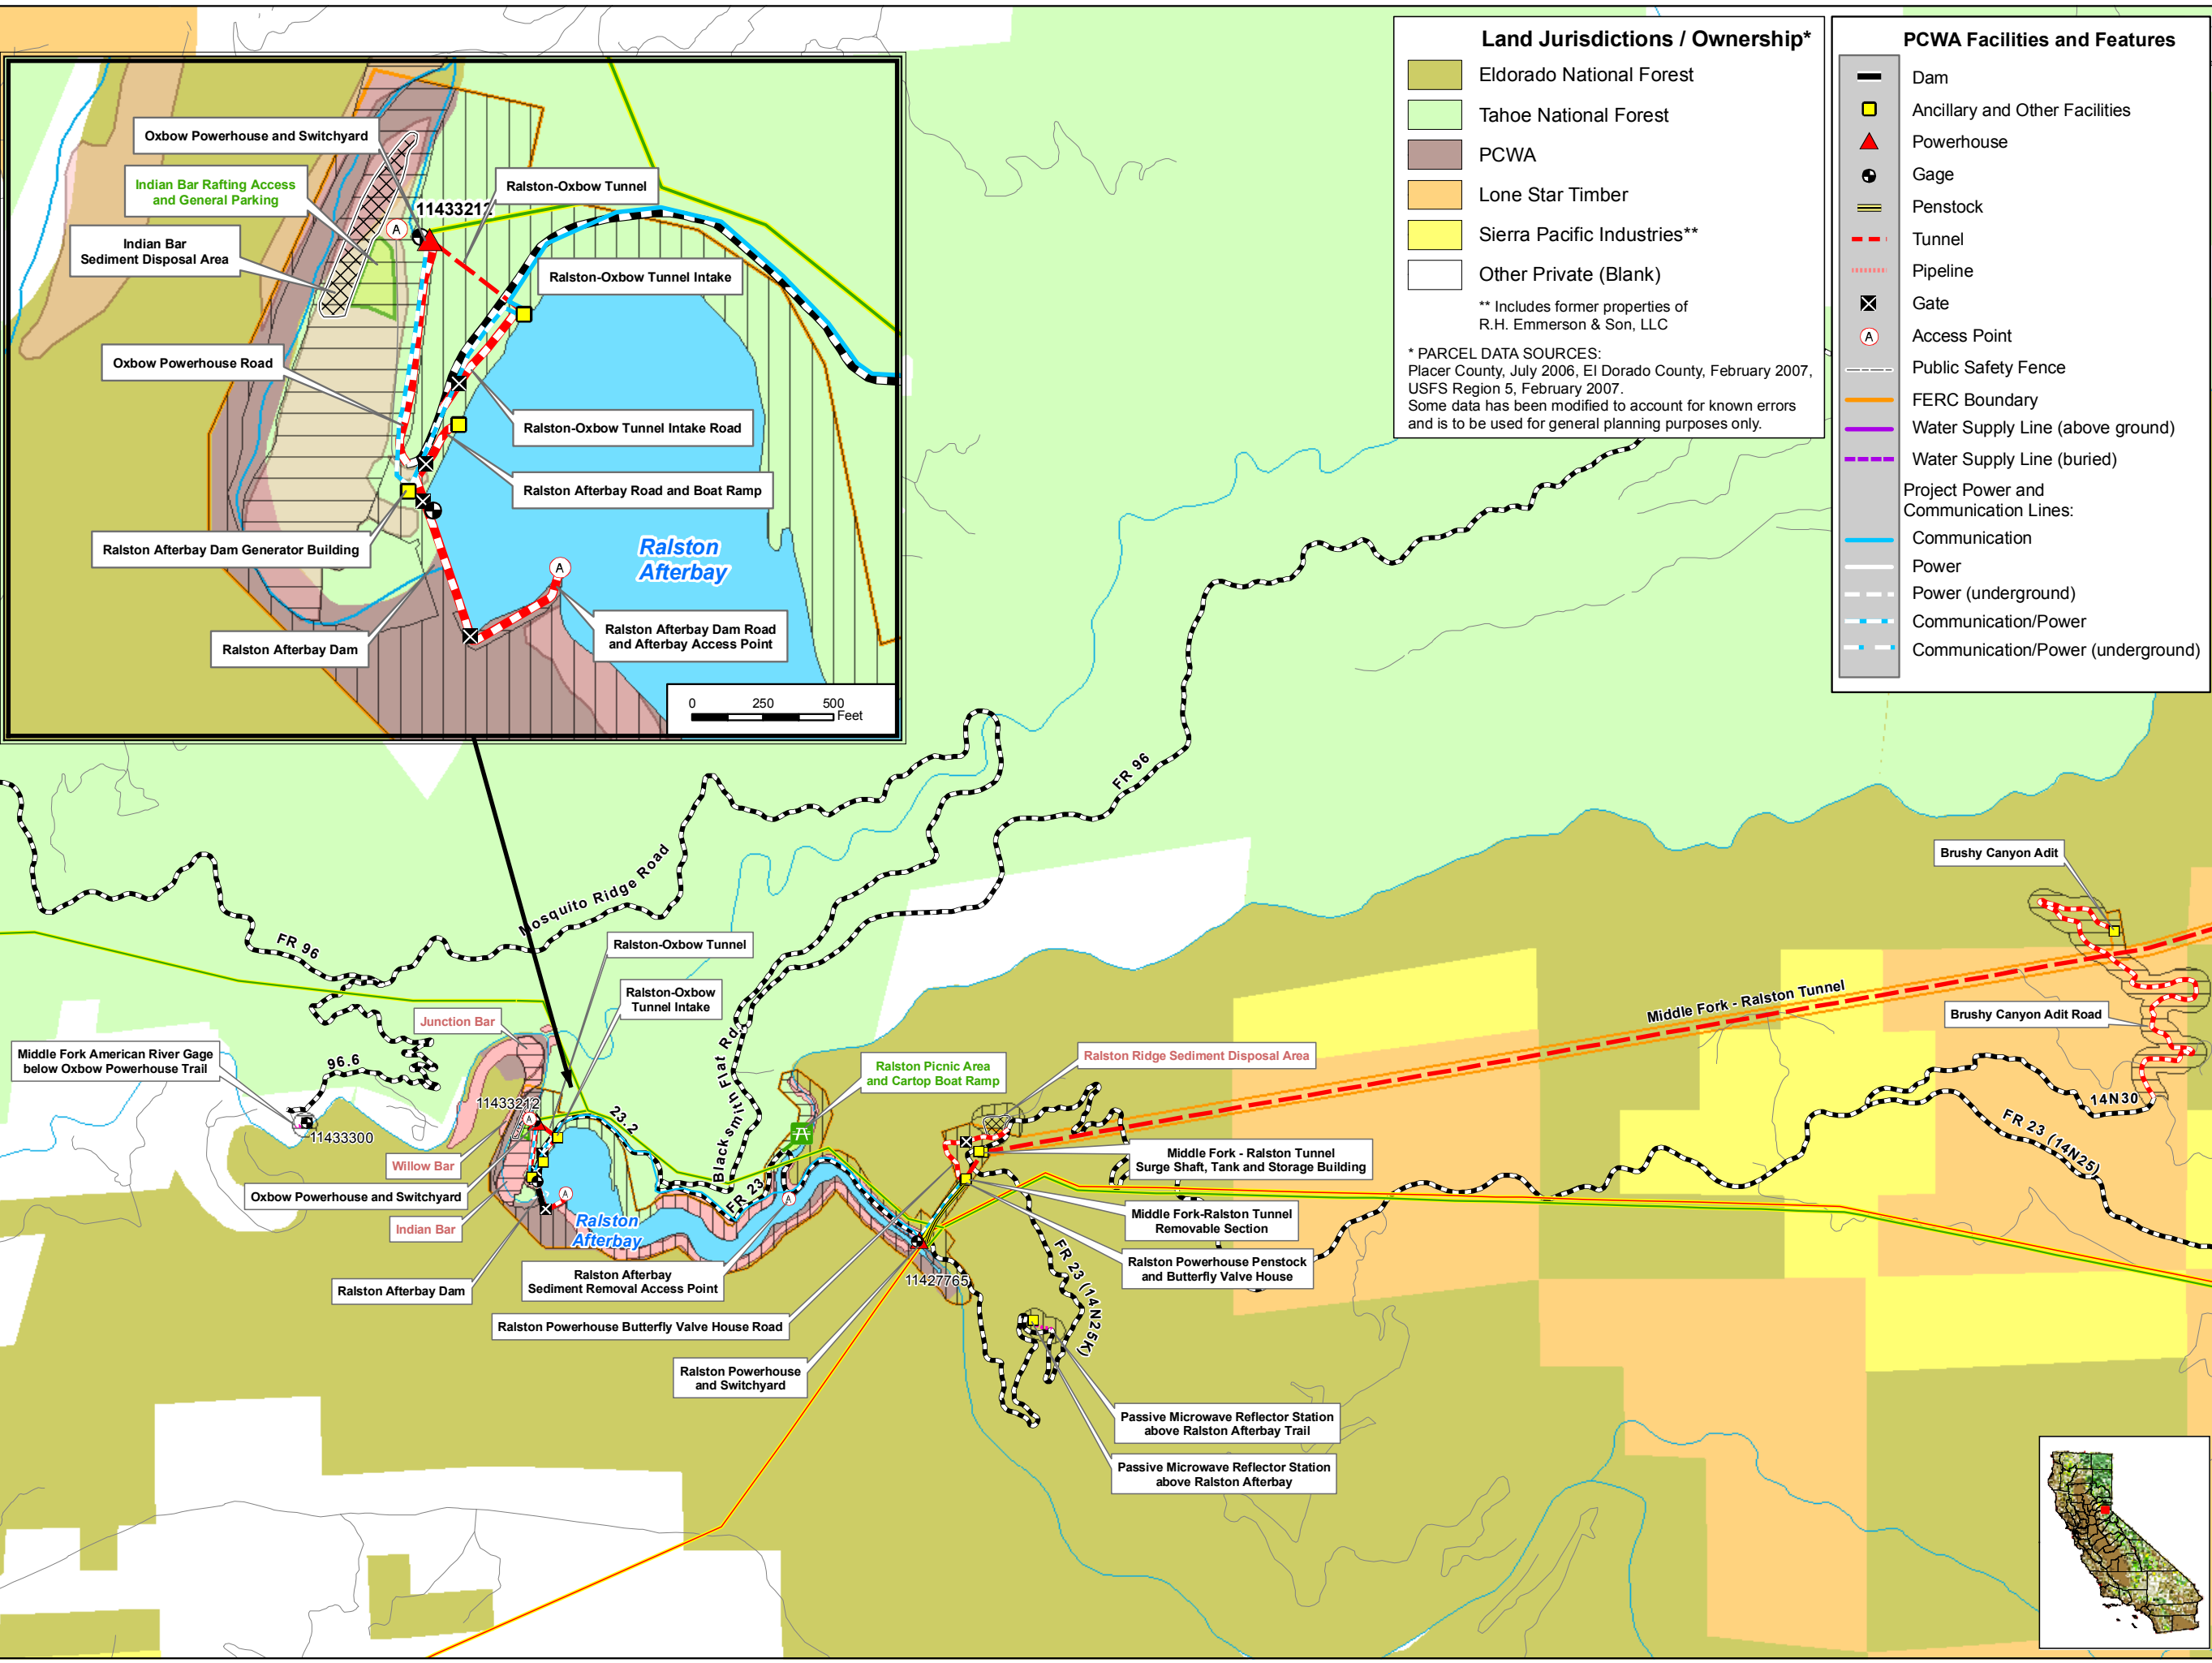 Oxbow Powerhouse and Switchyard
Indian Bar Rafting Access
and General Parking
Indian Bar
Sediment Disposal Area
11433212
A
Ralston-Oxbow Tunnel
Ralston-Oxbow Tunnel Intake
Oxbow Powerhouse Road
Ralston-Oxbow Tunnel Intake Road
Ralston Afterbay Road and Boat Ramp
Ralston Afterbay Dam Generator Building
Ralston
Afterbay
A
Ralston Afterbay Dam
Ralston Afterbay Dam Road
and Afterbay Access Point
0 250 500
Feet
Land Jurisdictions / Ownership*
Eldorado National Forest
Tahoe National Forest
PCWA
Lone Star Timber
Sierra Pacific Industries**
Other Private (Blank)
** Includes former properties of
R.H. Emmerson & Son, LLC
* PARCEL DATA SOURCES:
Placer County, July 2006, El Dorado County, February 2007,
USFS Region 5, February 2007.
Some data has been modified to account for known errors
and is to be used for general planning purposes only.
PCWA Facilities and Features
Dam
Ancillary and Other Facilities
Powerhouse
Gage
Penstock
Tunnel
Pipeline
Gate
A
Access Point
Public Safety Fence
FERC Boundary
Water Supply Line (above ground)
Water Supply Line (buried)
Project Power and
Communication Lines:
Communication
Power
Power (underground)
Communication/Power
Communication/Power (underground)
FR 96
Mosquito Ridge Road
FR 96
Brushy Canyon Adit
Ralston-Oxbow Tunnel
Ralston-Oxbow
Tunnel Intake
Junction Bar
Middle Fork American River Gage
below Oxbow Powerhouse Trail
96.6
11433300
11433212
A
23.2
Blacksmith Flat Rd
FR 23
Ralston Picnic Area
and Cartop Boat Ramp
Ralston Ridge Sediment Disposal Area
Middle Fork - Ralston Tunnel
Brushy Canyon Adit Road
14N30
FR 23 (14N25)
Willow Bar
Oxbow Powerhouse and Switchyard
Indian Bar
A
Ralston
Afterbay
A
Middle Fork - Ralston Tunnel
Surge Shaft, Tank and Storage Building
Middle Fork-Ralston Tunnel
Removable Section
Ralston Powerhouse Penstock
and Butterfly Valve House
Ralston Afterbay Dam
Ralston Afterbay
Sediment Removal Access Point
11427765
FR 23 (14N25K)
Ralston Powerhouse Butterfly Valve House Road
Ralston Powerhouse
and Switchyard
Passive Microwave Reflector Station
above Ralston Afterbay Trail
Passive Microwave Reflector Station
above Ralston Afterbay